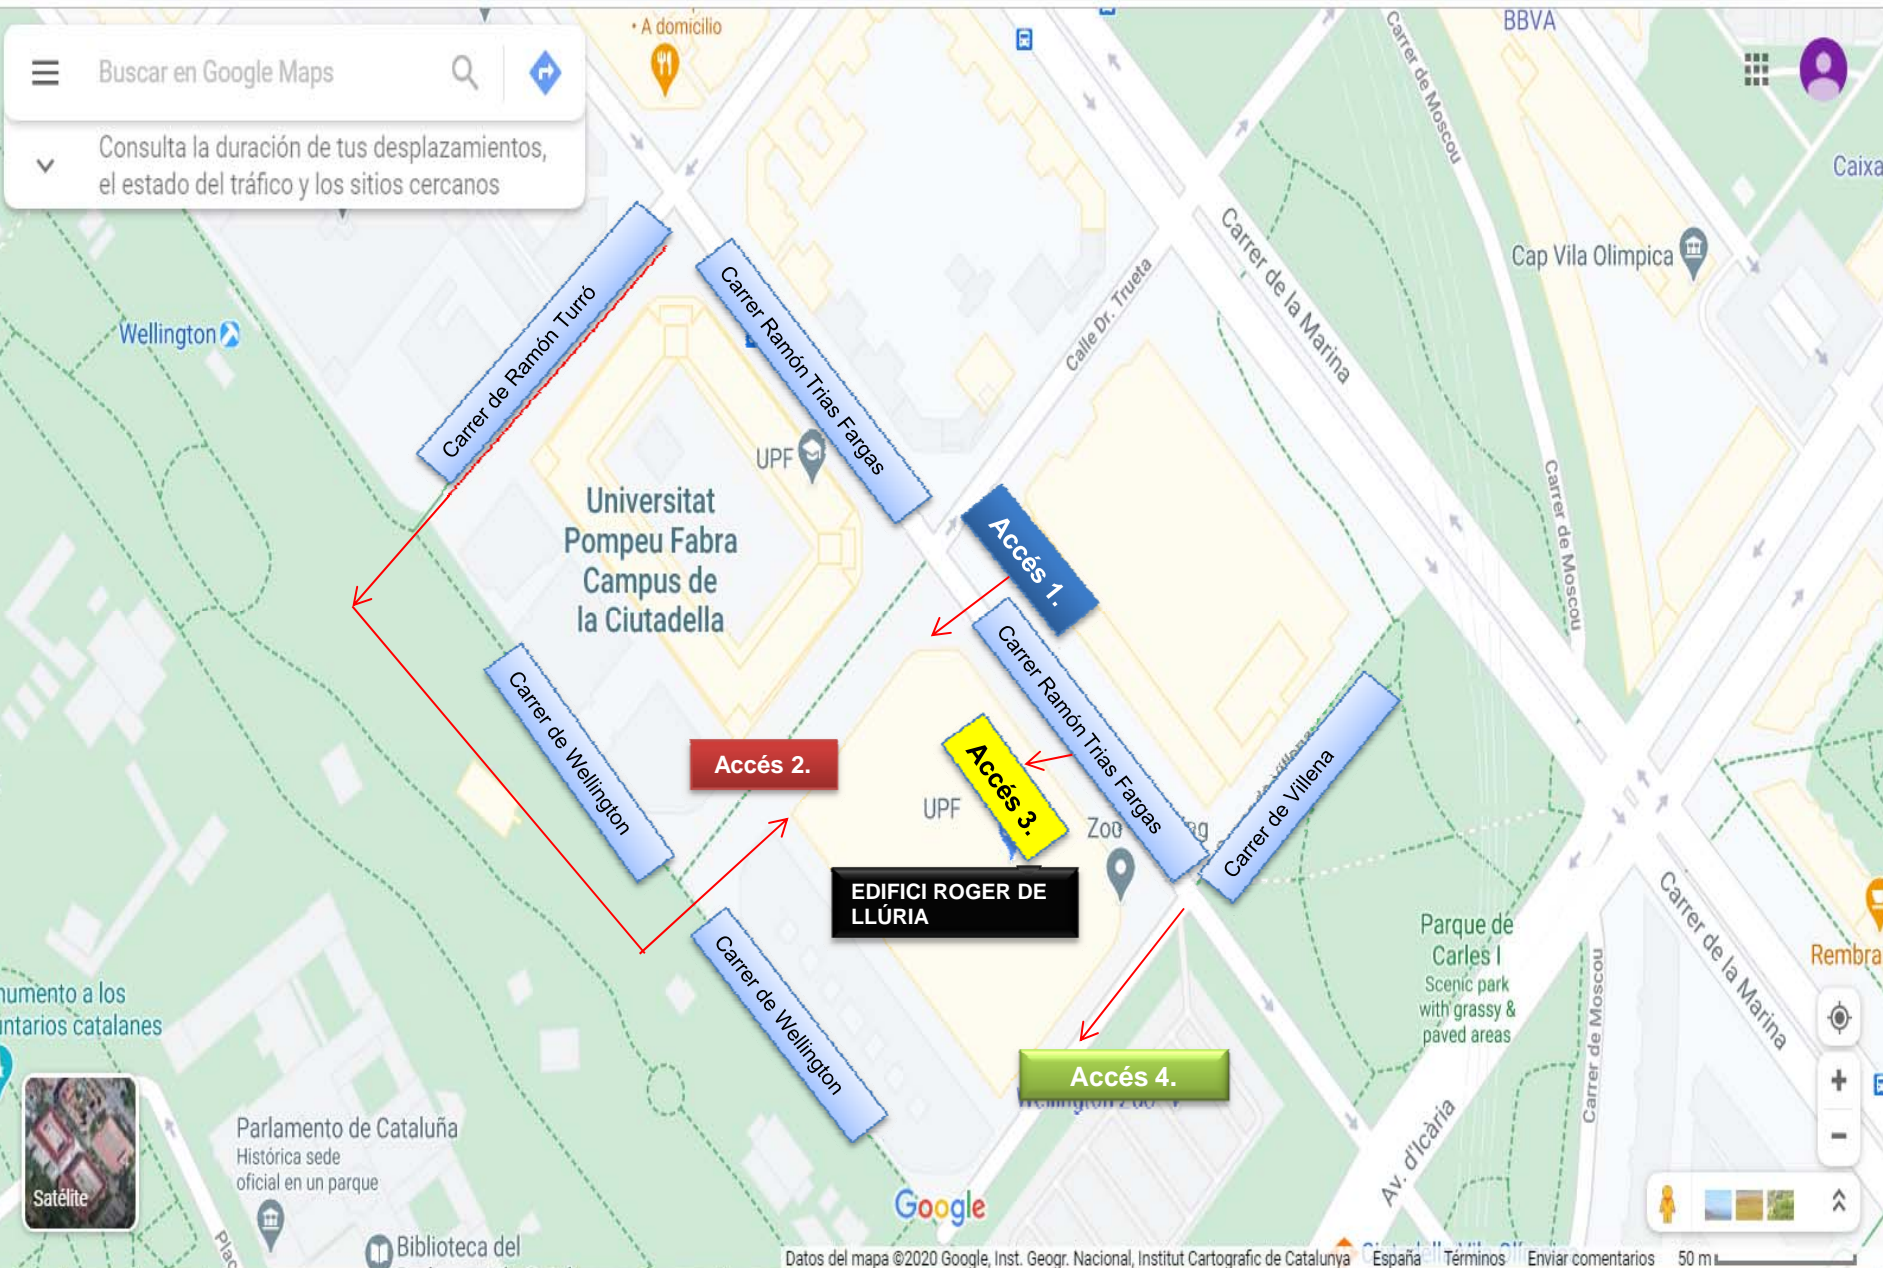 • A domicilio
BBVA
Buscar en Google Maps
Consulta la duración de tus desplazamientos,
el estado del tráfico y los sitios cercanos
Carrer de Moscou
Caixa
Cap Vila Olimpica
Carrer de la Marina
Calle Dr. Trueta
Wellington
Carrer de Ramón Turró
Carrer Ramón Trias Fargas
UPF
Universitat
Pompeu Fabra
Campus de
la Ciutadella
Accés 1.
Carrer de Moscou
Carrer Ramón Trias Fargas
Carrer de Wellington
Accés 2.
Accés 3.
UPF
Zoo
Carrer de Villena
EDIFICI ROGER DE
LLÚRIA
Parque de
Carles I
Scenic park
with grassy &
paved areas
Carrer de la Marina
Rembra
Carrer de Wellington
numento a los
untarios catalanes
Carrer de Moscou
Accés 4.
Av. d'Icària
Parlamento de Cataluña
Histórica sede
oficial en un parque
Satélite
Plac
Biblioteca del
Google
Datos del mapa ©2020 Google, Inst. Geogr. Nacional, Institut Cartografic de Catalunya España Términos Enviar comentarios 50 m